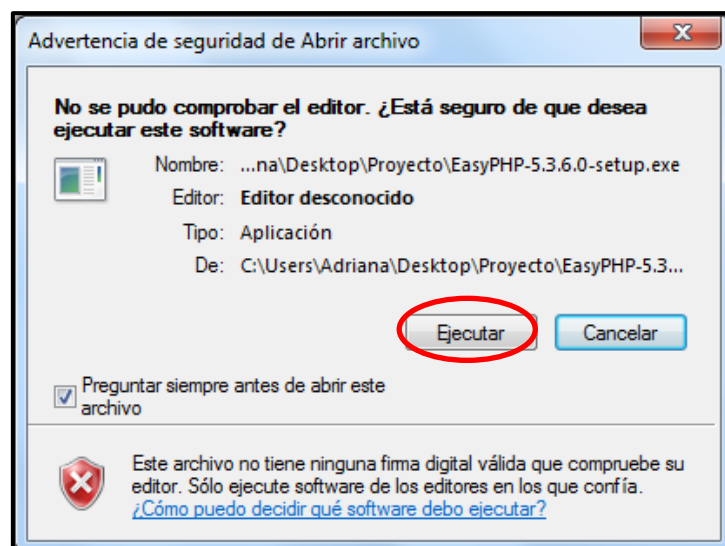 Advertencia de seguridad de Abrir archivo
No se pudo comprobar el editor. ¿Está seguro de que desea
ejecutar este software?
Nombre: ...na\Desktop\Proyecto\EasyPHP-5.3.6.0-setup.exe
Editor: Editor desconocido
Tipo: Aplicación
De: C:\Users\Adriana\Desktop\Proyecto\EasyPHP-5.3...
Ejecutar Cancelar
Preguntar siempre antes de abrir este
archivo
Este archivo no tiene ninguna firma digital válida que compruebe su
editor. Sólo ejecute software de los editores en los que confía.
¿Cómo puedo decidir qué software debo ejecutar?